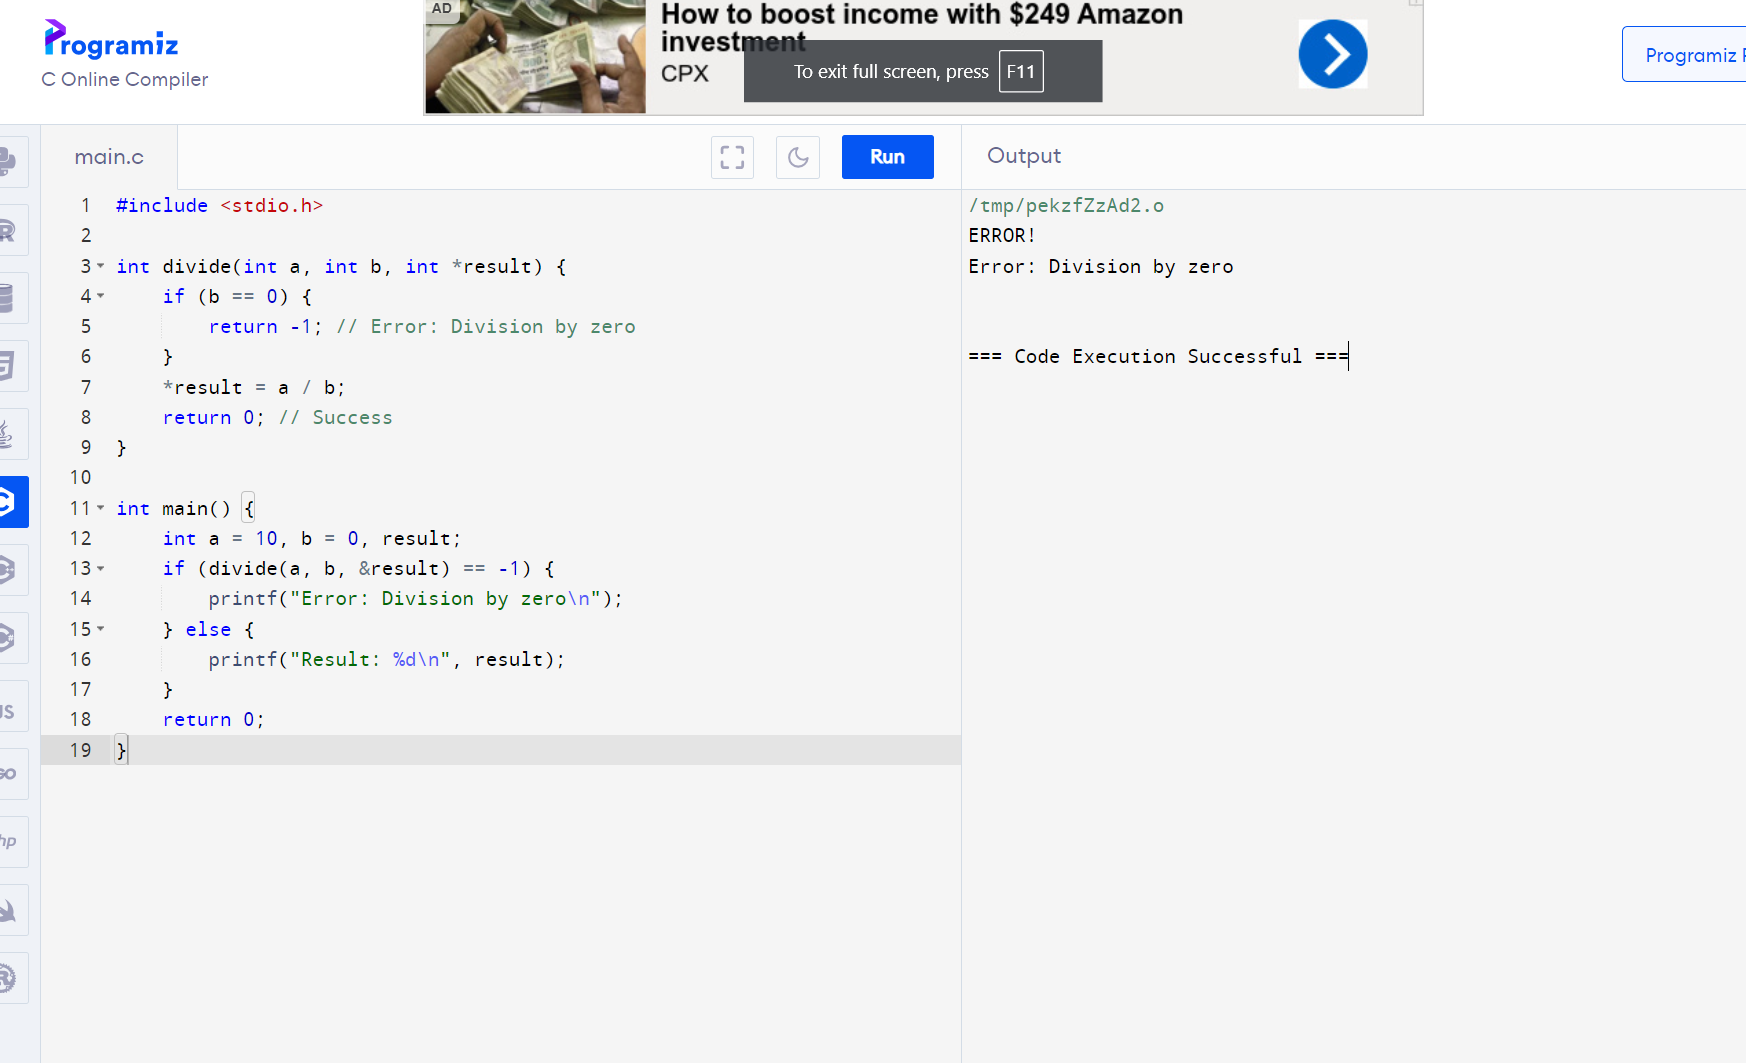 Programiz
C Online Compiler
AD
How to boost income with $249 Amazon
investment
CPX
To exit full screen, press F11
Programiz
main.c
Run
Output
1 #include <stdio.h>
2
3 int divide(int a, int b, int *result) {
4 if (b == 0) {
5 return -1; // Error: Division by zero
6 }
7 *result = a / b;
8 return 0; // Success
9 }
10
11 int main() {
12 int a = 10, b = 0, result;
13 if (divide(a, b, &result) == -1) {
14 printf("Error: Division by zero\n");
15 } else {
16 printf("Result: %d\n", result);
17 }
18 return 0;
19 }
/tmp/pekzfZzAd2.o
ERROR!
Error: Division by zero
=== Code Execution Successful ===